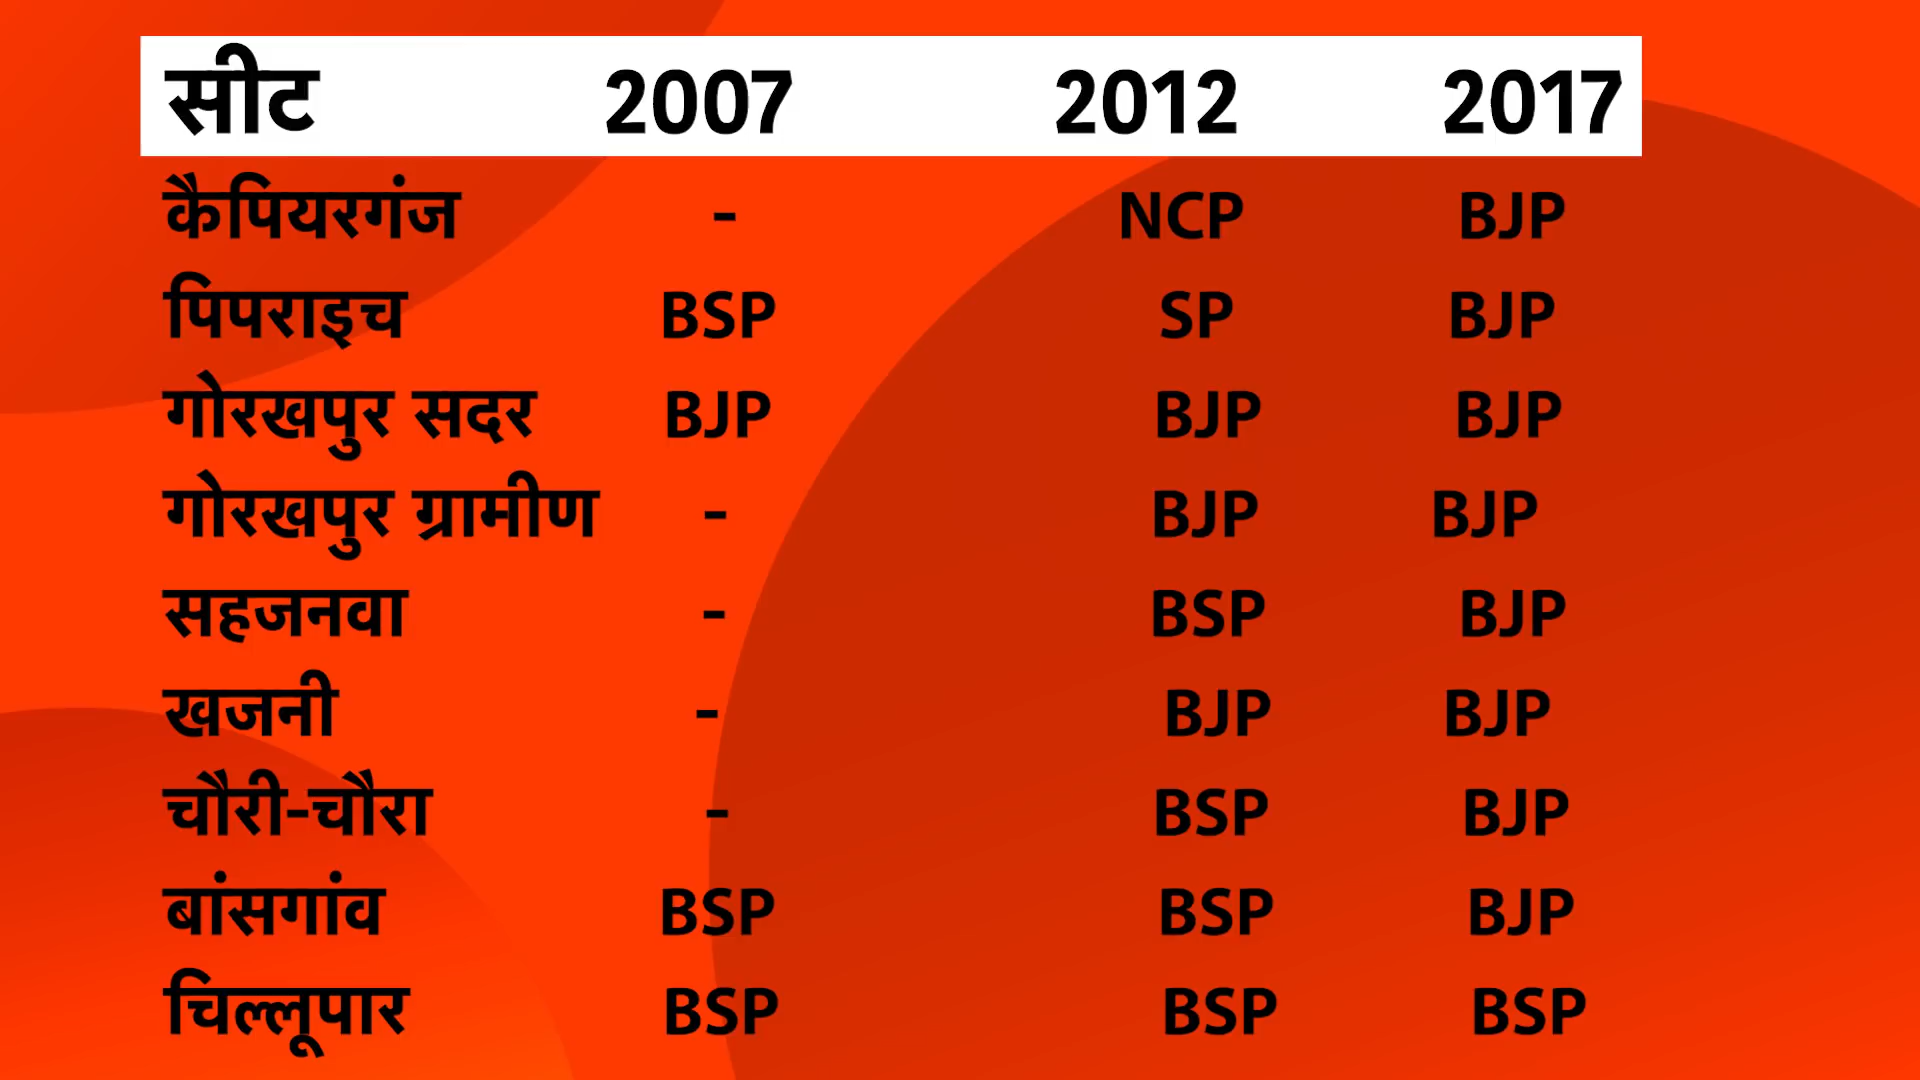 सीट 2007 2012 2017
कैपियरगंज - NCP BJP
पिपराइच BSP SP BJP
गोरखपुर सदर BJP BJP BJP
गोरखपुर ग्रामीण - BJP BJP
सहजनवा - BSP BJP
खजनी - BJP BJP
चौरी-चौरा - BSP BJP
बांसगांव BSP BSP BJP
चिल्लूपार BSP BSP BSP